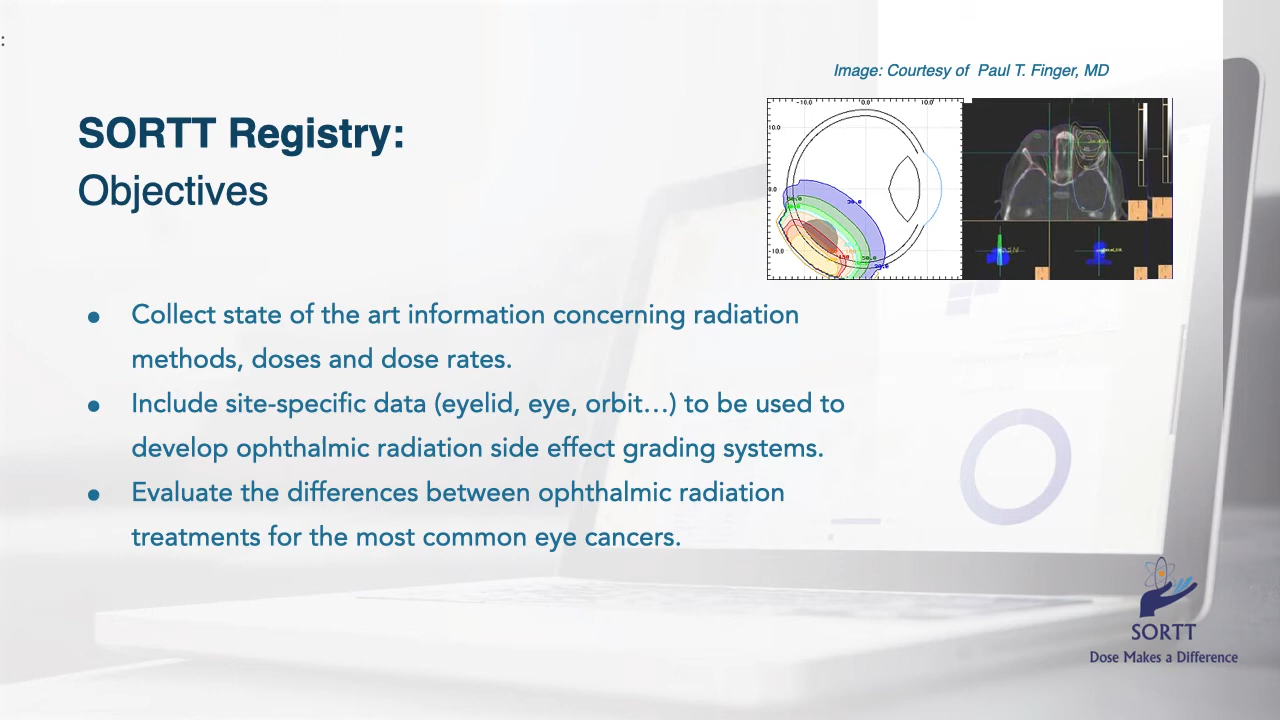 :
Image: Courtesy of Paul T. Finger, MD
SORTT Registry:
Objectives
● Collect state of the art information concerning radiation
methods, doses and dose rates.
● Include site-specific data (eyelid, eye, orbit…) to be used to
develop ophthalmic radiation side effect grading systems.
● Evaluate the differences between ophthalmic radiation
treatments for the most common eye cancers.
SORTT
Dose Makes a Difference